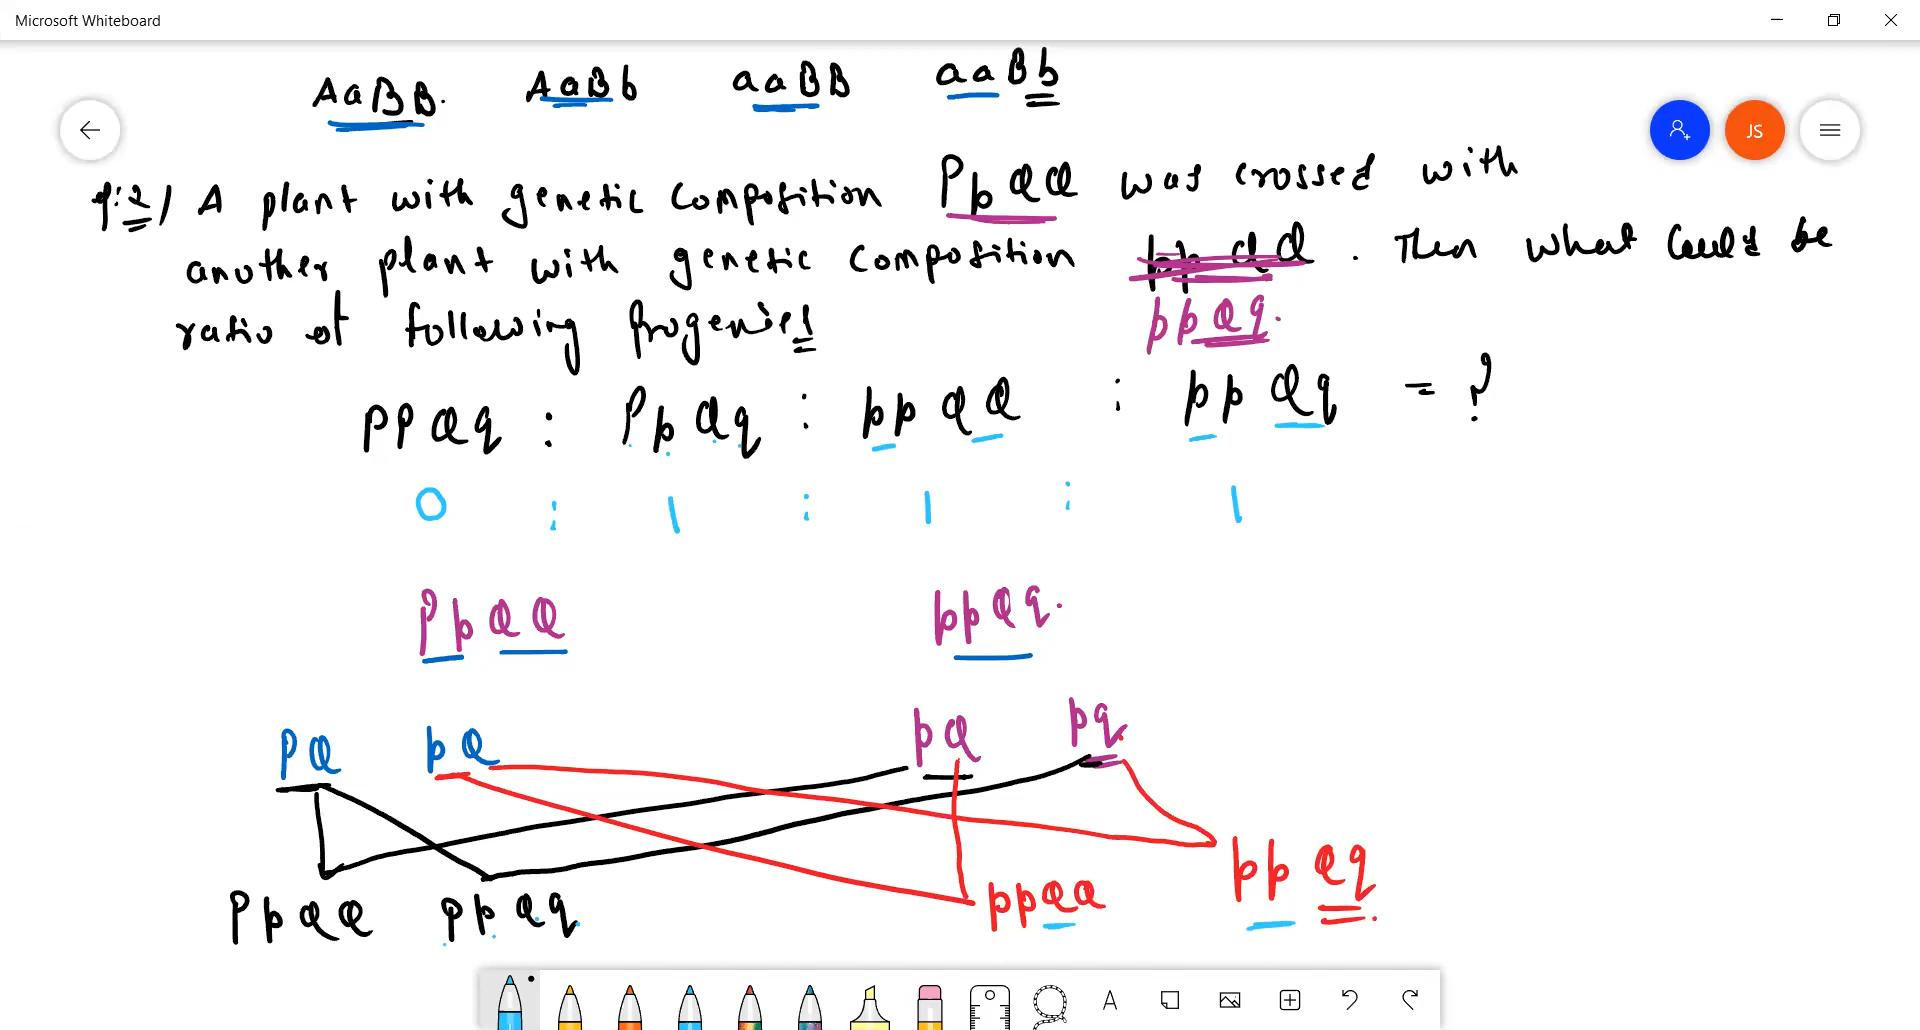 Microsoft Whiteboard
AaBB. AaBb aaBB aaBb
JS
A plant with genetic composition PpQQ was crossed with
another plant with genetic composition . Then what could be
ppQq.
ratio of following progenies
PPQq : PpQq : ppQQ : ppQq = ?
0 : 1 : 1 : 1
PpQQ ppQq.
PQ pQ pQ pq
ppQq.
PpQQ PpQq ppQQ
A